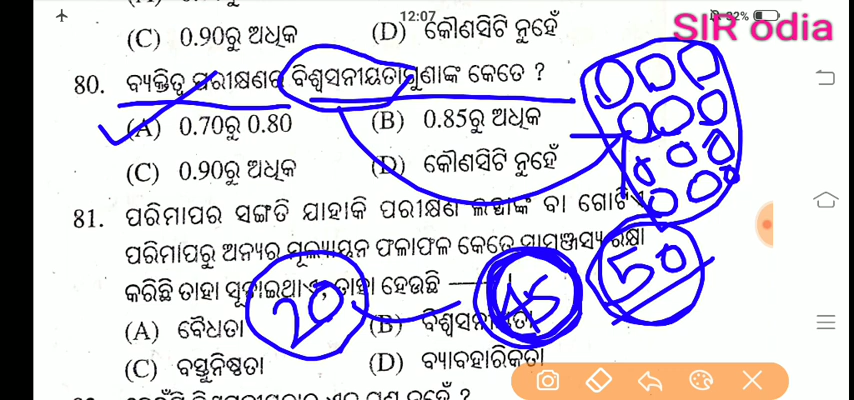 12:07
32%
SIR odia
(C) 0.90ରୁ ଅଧିକ (D) କୌଣସିଟି ନୁହେଁ
80. ବ୍ୟକ୍ତିତ୍ୱ ପରୀକ୍ଷଣର ବିଶ୍ୱସନୀୟତା ଗୁଣାଙ୍କ କେତେ ?
(A) 0.70ରୁ 0.80 (B) 0.85ରୁ ଅଧିକ
(C) 0.90ରୁ ଅଧିକ (D) କୌଣସିଟି ନୁହେଁ
81. ପରିମାପର ସଙ୍ଗତି ଯାହାକି ପରୀକ୍ଷଣ ଲବ୍ଧାଙ୍କ ବା ଗୋଟିଏ
ପରିମାପରୁ ଅନ୍ୟର ମୂଲ୍ୟାୟନ ଫଳାଫଳ କେତେ ସାମଞ୍ଜସ୍ୟ ରକ୍ଷା
କରିଛି ତାହା ସୂଚାଇଥାଏ, ତାହା ହେଉଛି —— ।
(A) ବୈଧତା (B) ବିଶ୍ୱସନୀୟତା
(C) ବସ୍ତୁନିଷ୍ଠତା (D) ବ୍ୟାବହାରିକତା
20
45
50